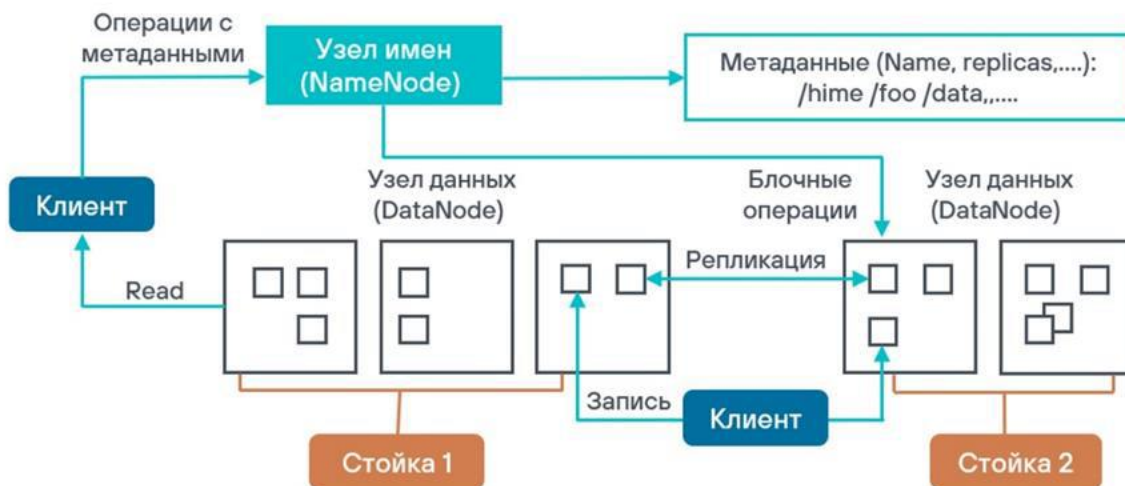 Операции с
метаданными
Узел имен
(NameNode)
Метаданные (Name, replicas,....):
/hime /foo /data,,....
Клиент
Узел данных
(DataNode)
Блочные
операции
Узел данных
(DataNode)
Read
Репликация
Запись
Клиент
Стойка 1
Стойка 2